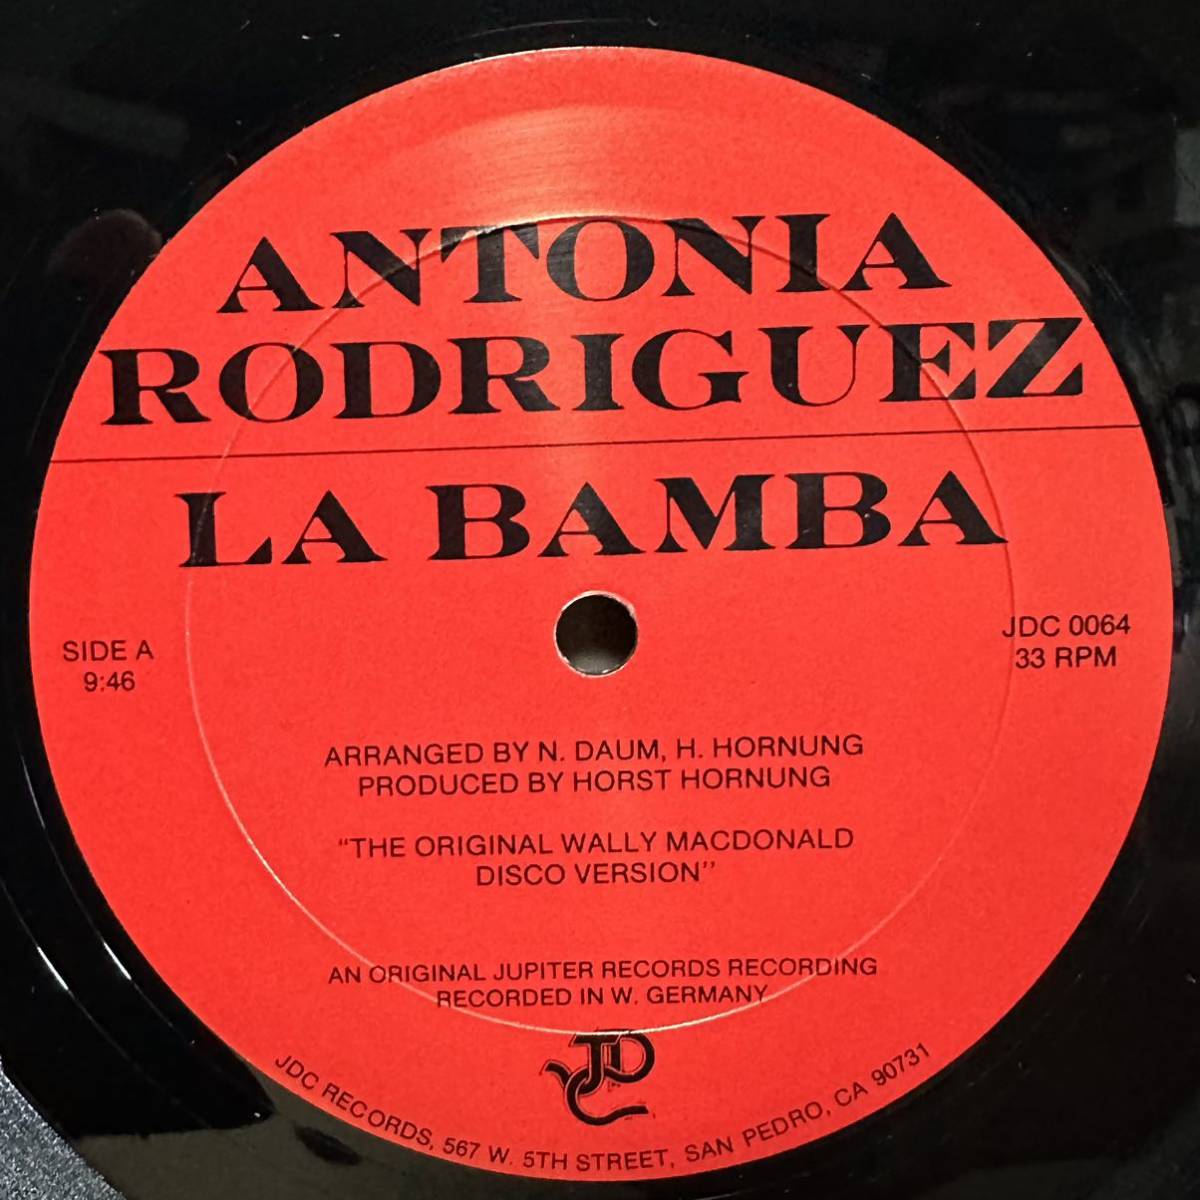 ANTONIA
RODRIGUEZ
LA BAMBA
SIDE A
9:46
JDC 0064
33 RPM
ARRANGED BY N. DAUM, H. HORNUNG
PRODUCED BY HORST HORNUNG
"THE ORIGINAL WALLY MACDONALD
DISCO VERSION"
AN ORIGINAL JUPITER RECORDS RECORDING
RECORDED IN W. GERMANY
JDC
JDC RECORDS, 567 W. 5TH STREET, SAN PEDRO, CA 90731